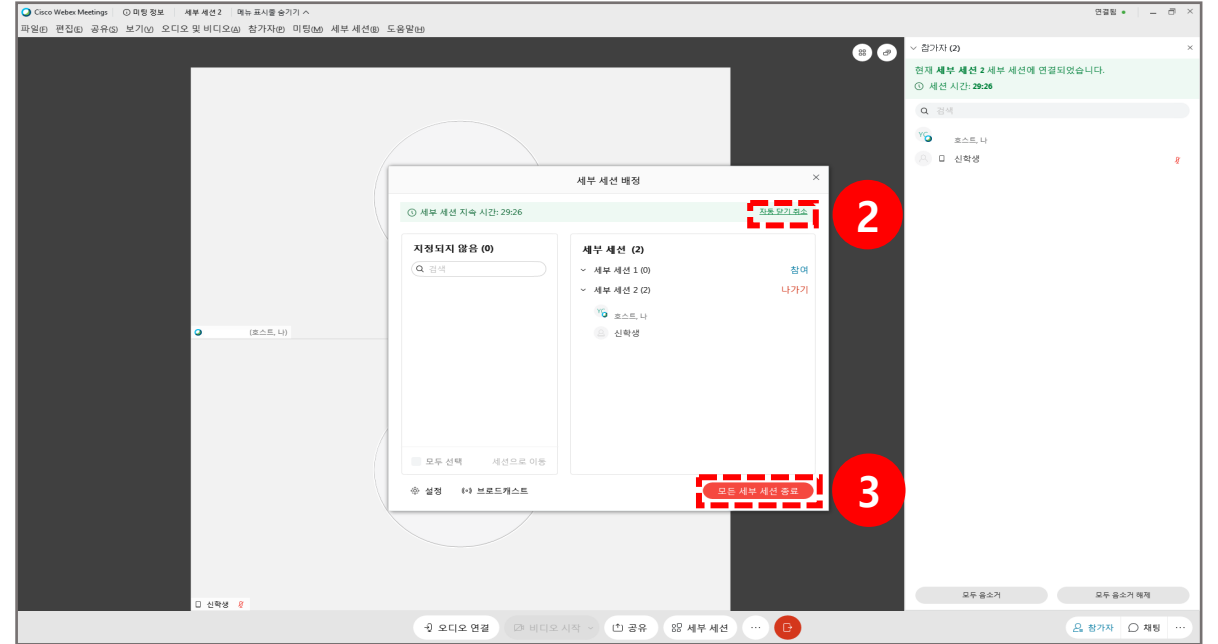 Cisco Webex Meetings 미팅 정보 세부 세션 2 메뉴 표시줄 숨기기 연결됨
파일(F) 편집(E) 공유(S) 보기(V) 오디오 및 비디오(A) 참가자(P) 미팅(M) 세부 세션(B) 도움말(H)
참가자 (2)
현재 세부 세션 2 세부 세션에 연결되었습니다.
세션 시간: 29:26
검색
YC
호스트, 나
신학생
세부 세션 배정
세부 세션 지속 시간: 29:26 자동 닫기 취소
2
지정되지 않음 (0)
검색
모두 선택 세션으로 이동
세부 세션 (2)
세부 세션 1 (0) 참여
세부 세션 2 (2) 나가기
YC
호스트, 나
신학생
설정 브로드캐스트 모든 세부 세션 종료
3
(호스트, 나)
신학생
모두 음소거 모두 음소거 해제
오디오 연결 비디오 시작 공유 세부 세션 ... 참가자 채팅 ...